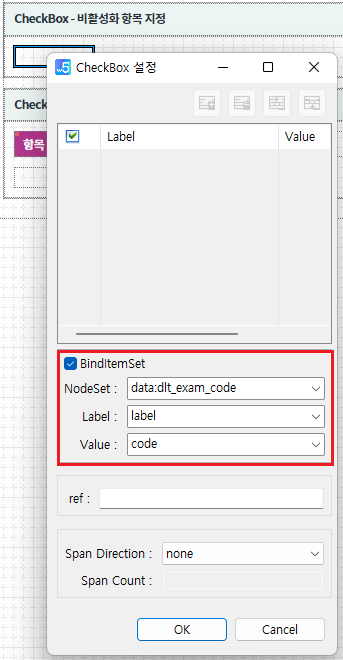 CheckBox - 비활성화 항목 지정
w5 CheckBox 설정
Check
항목
Label Value
BindItemSet
NodeSet : data:dlt_exam_code
Label : label
Value : code
ref :
Span Direction : none
Span Count :
OK Cancel